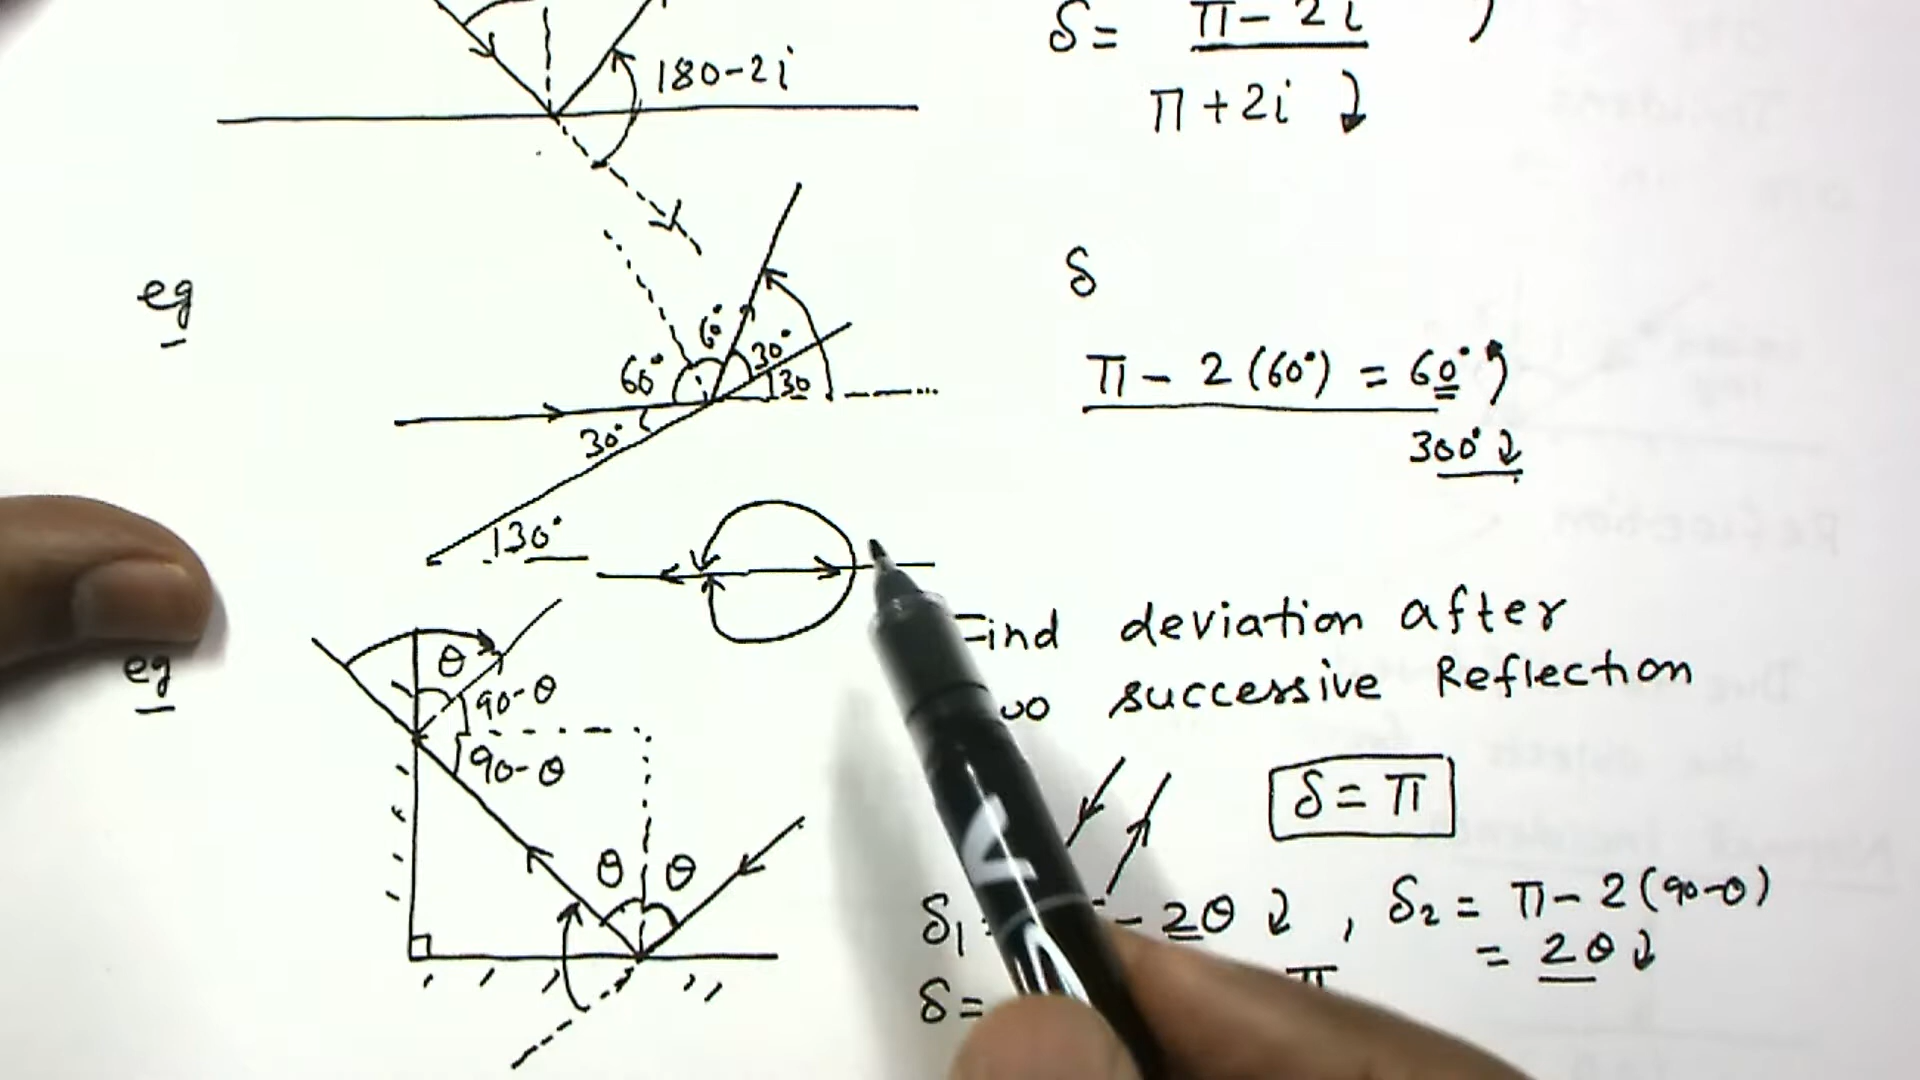 δ = π - 2i
180-2i
π + 2i
eg
δ
60° 60° 30° 30
30°
π - 2(60°) = 60°
300°
130°
Find deviation after
eg
θ 90-θ
successive Reflection
90-θ
δ = π
θ θ
δ1 - 2θ , δ2 = π - 2(90-θ)
= 2θ
δ = π